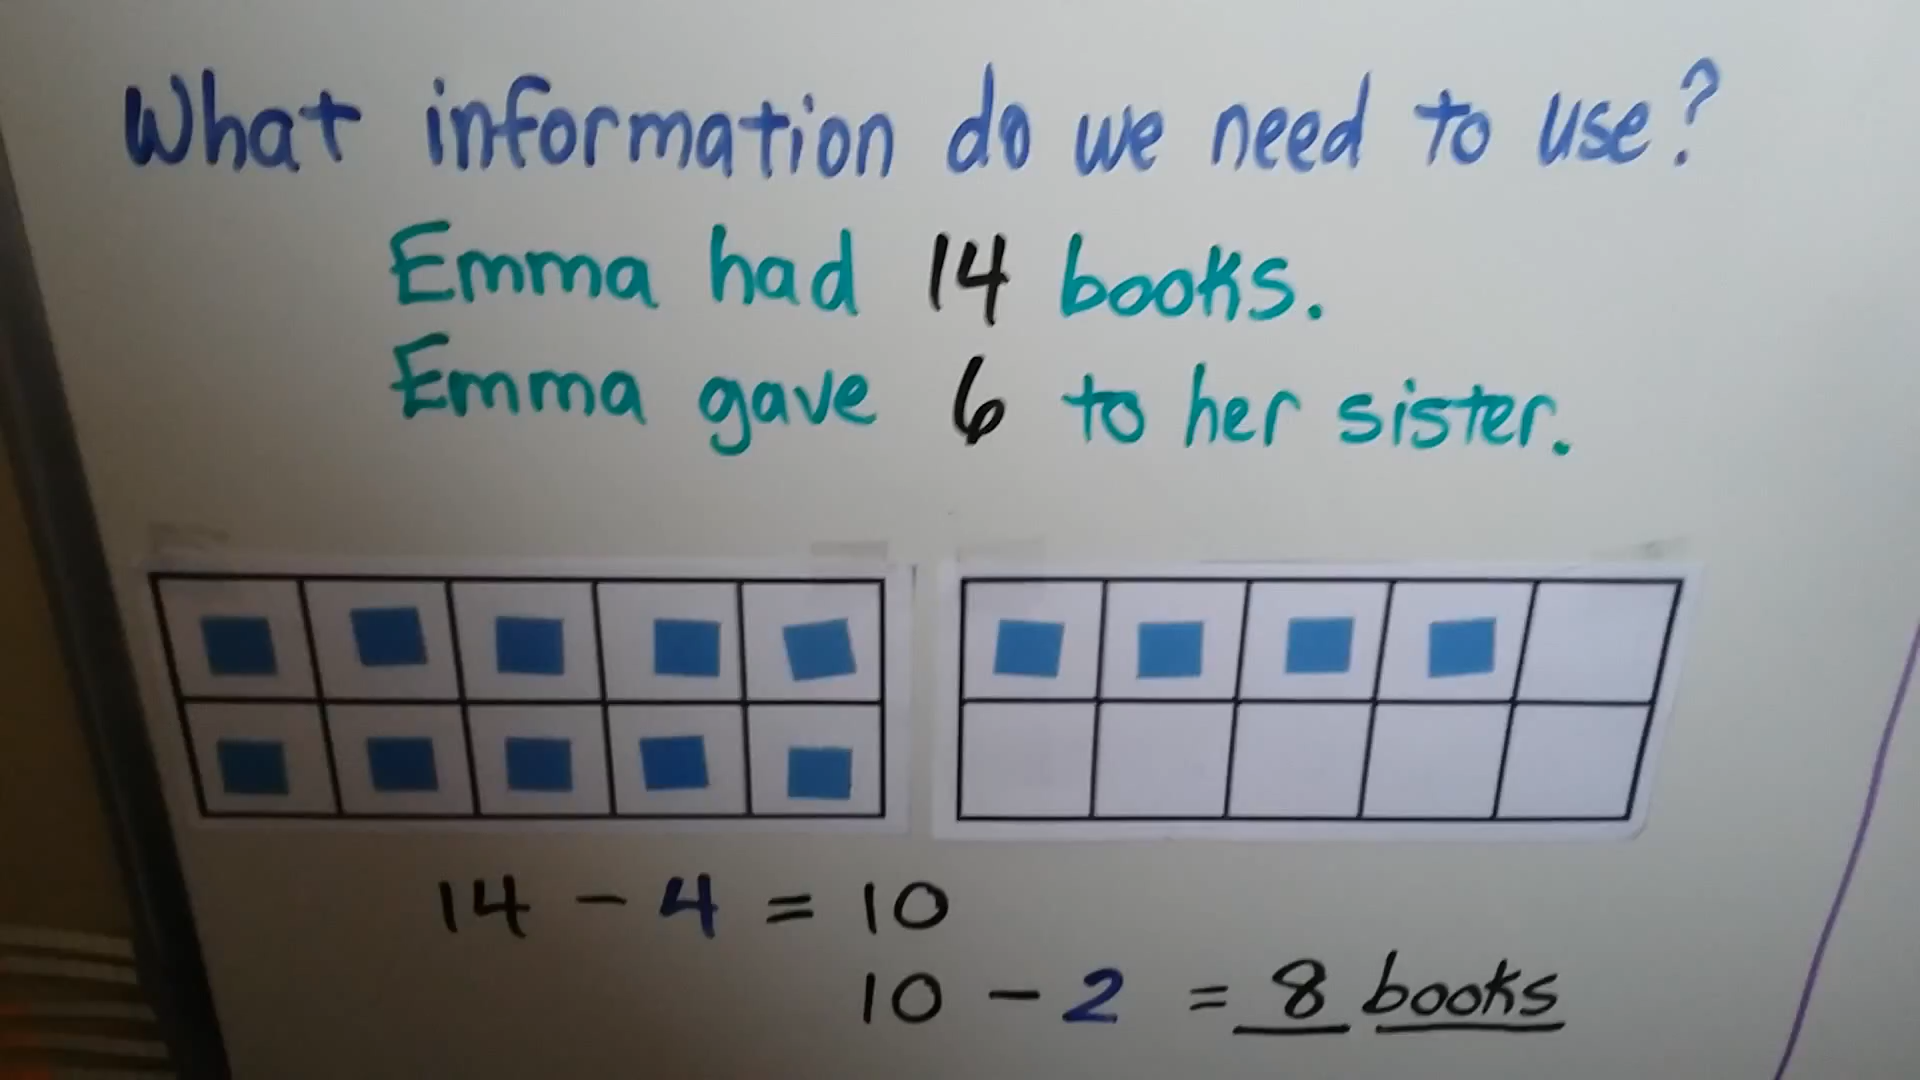 What information do we need to use?
Emma had 14 books.
Emma gave 6 to her sister.
14 - 4 = 10
10 - 2 = 8 books